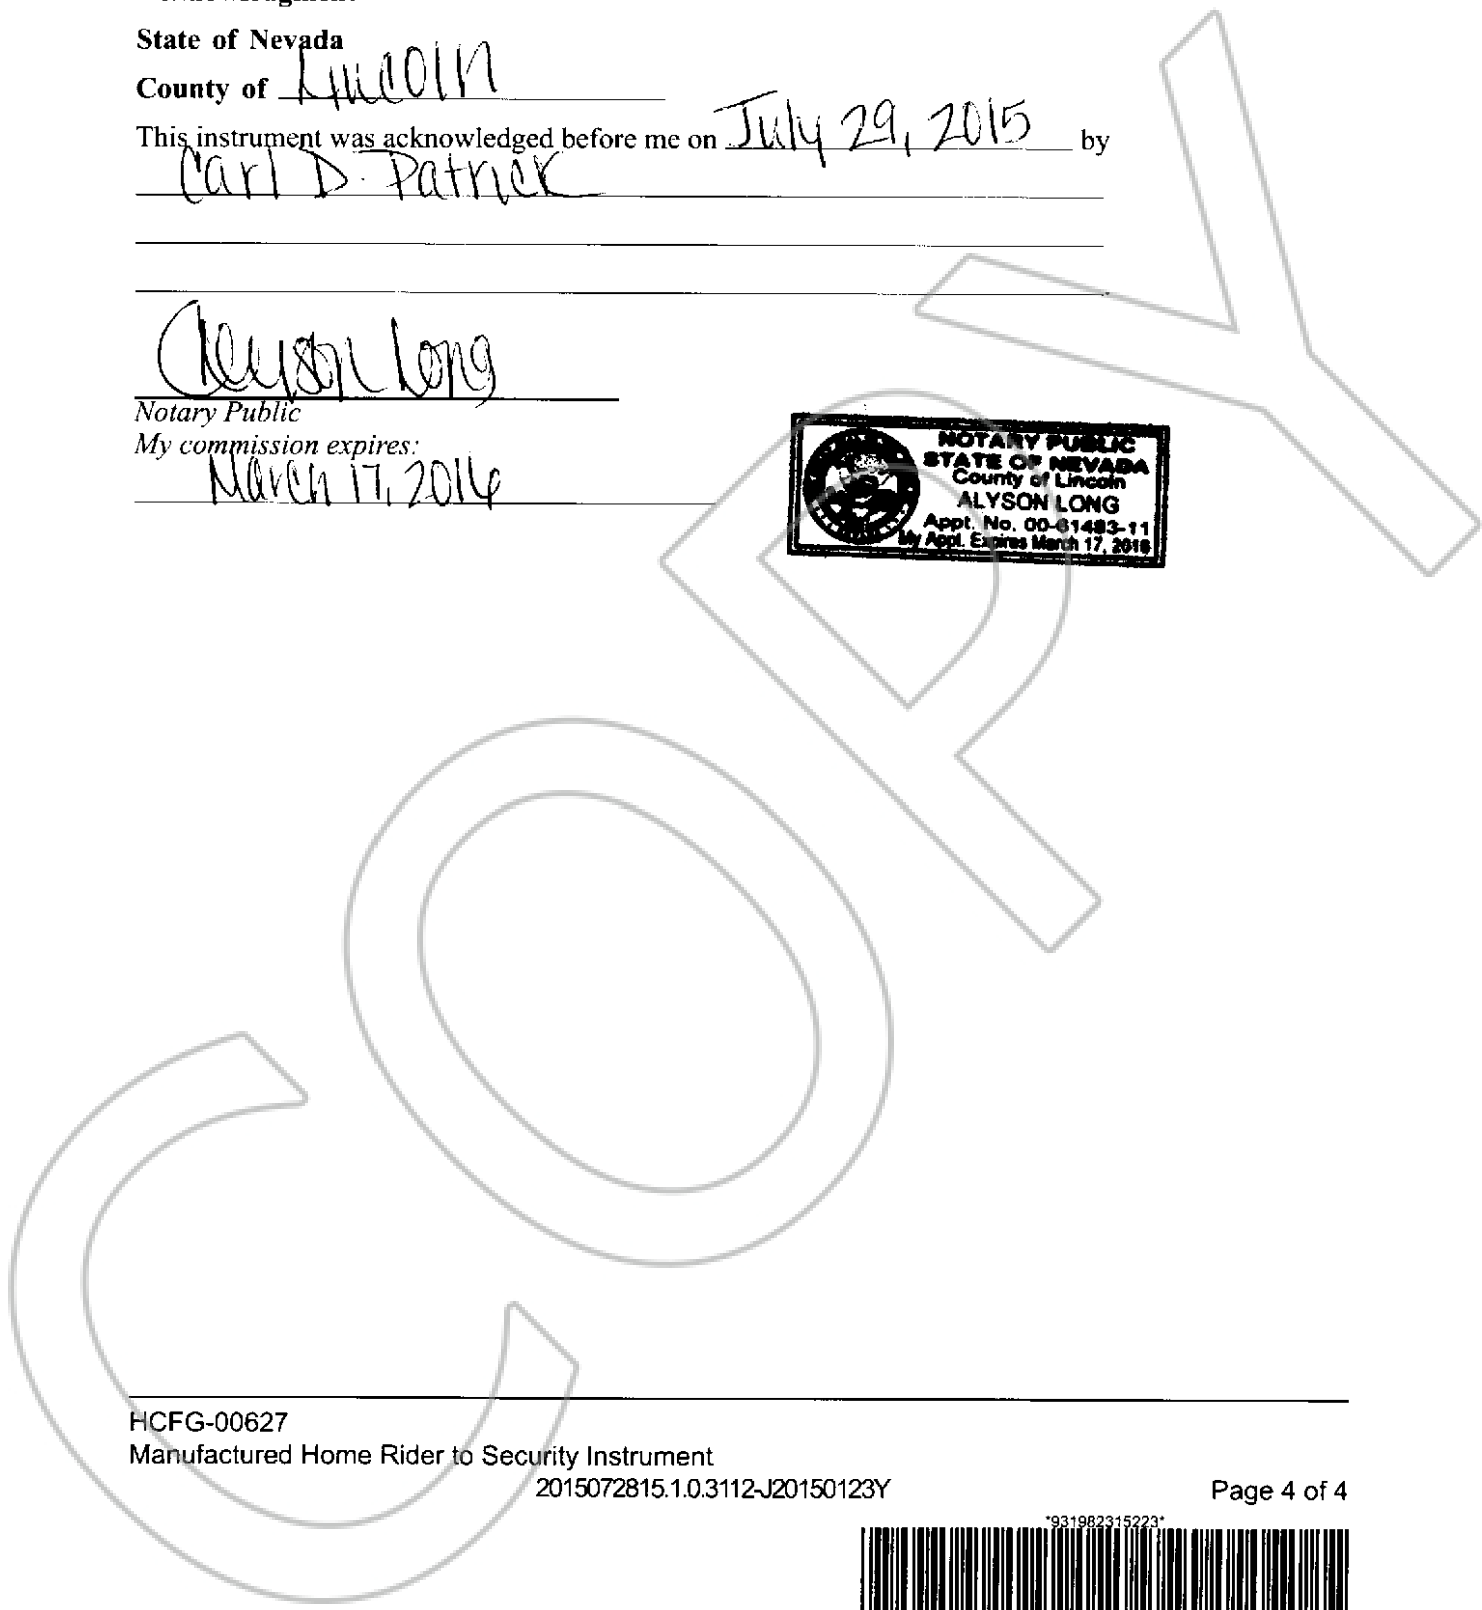 State of Nevada
County of Lincoln
This instrument was acknowledged before me on July 29, 2015 by
Carl D. Patrick
Alyson Long
Notary Public
My commission expires:
March 17, 2016
NOTARY PUBLIC
STATE OF NEVADA
County of Lincoln
ALYSON LONG
Appt. No. 00-61483-11
My Appt. Expires March 17, 2016
COPY
HCFG-00627
Manufactured Home Rider to Security Instrument
2015072815.1.0.3112-J20150123Y
Page 4 of 4
*931982315223*